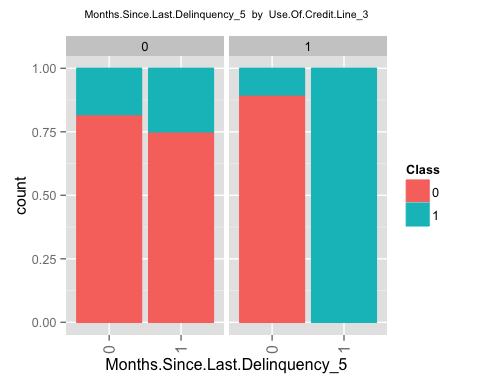 Months.Since.Last.Delinquency_5 by Use.Of.Credit.Line_3
0 1
1.00
0.75
0.50
0.25
0.00
count
0 1 0 1
Months.Since.Last.Delinquency_5
Class
0
1